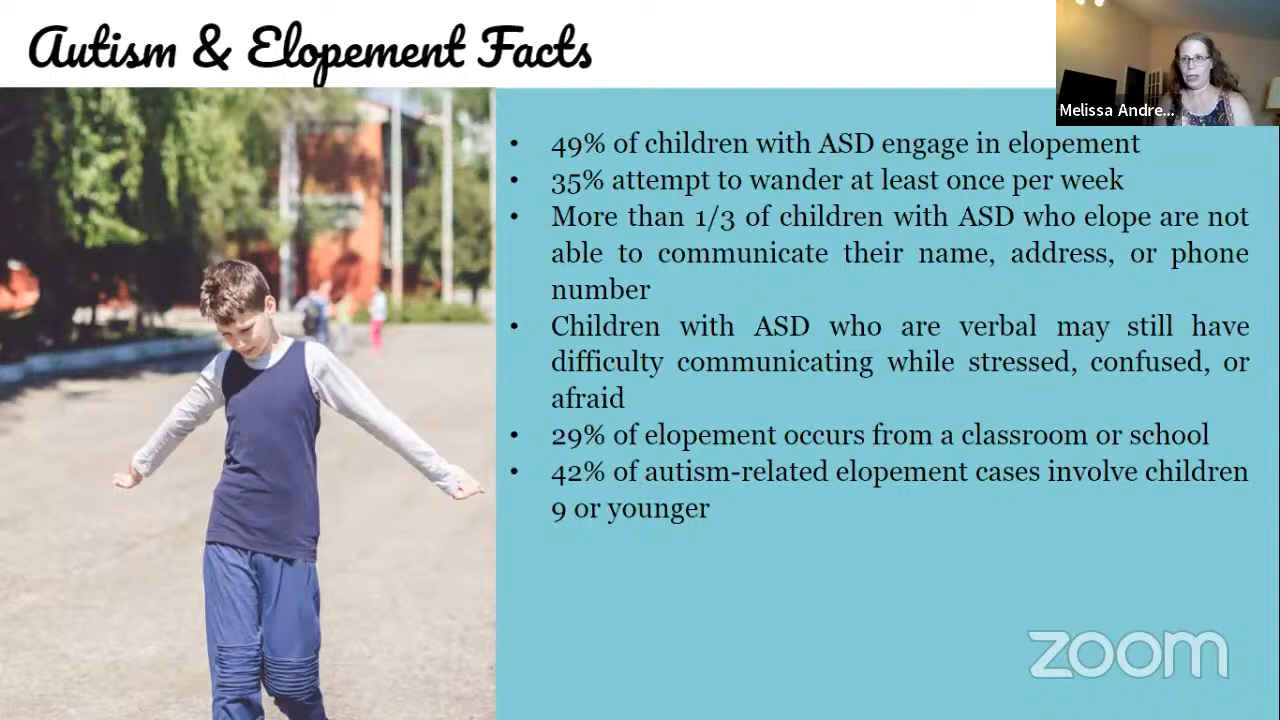 Autism & Elopement Facts
Melissa Andre...
• 49% of children with ASD engage in elopement
• 35% attempt to wander at least once per week
• More than 1/3 of children with ASD who elope are not
able to communicate their name, address, or phone
number
• Children with ASD who are verbal may still have
difficulty communicating while stressed, confused, or
afraid
• 29% of elopement occurs from a classroom or school
• 42% of autism-related elopement cases involve children
9 or younger
zoom